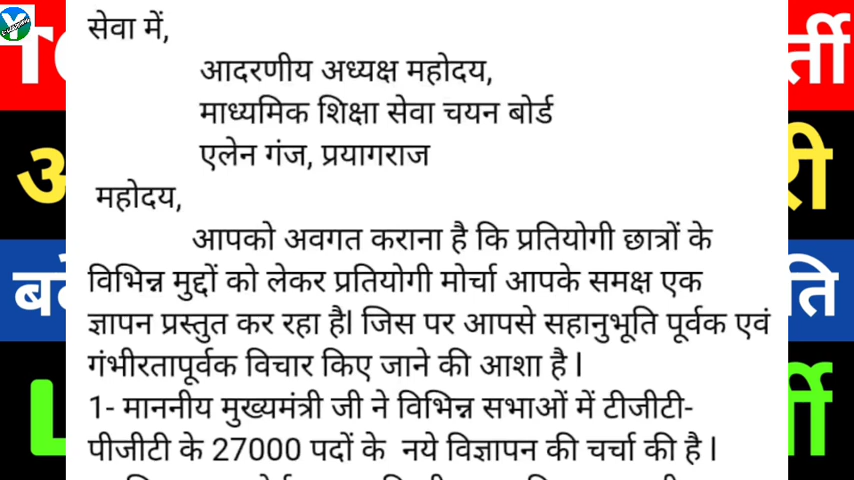 सेवा में,
आदरणीय अध्यक्ष महोदय,
माध्यमिक शिक्षा सेवा चयन बोर्ड
एलेन गंज, प्रयागराज
महोदय,
आपको अवगत कराना है कि प्रतियोगी छात्रों के
विभिन्न मुद्दों को लेकर प्रतियोगी मोर्चा आपके समक्ष एक
ज्ञापन प्रस्तुत कर रहा है। जिस पर आपसे सहानुभूति पूर्वक एवं
गंभीरतापूर्वक विचार किए जाने की आशा है l
1- माननीय मुख्यमंत्री जी ने विभिन्न सभाओं में टीजीटी-
पीजीटी के 27000 पदों के  नये विज्ञापन की चर्चा की है l